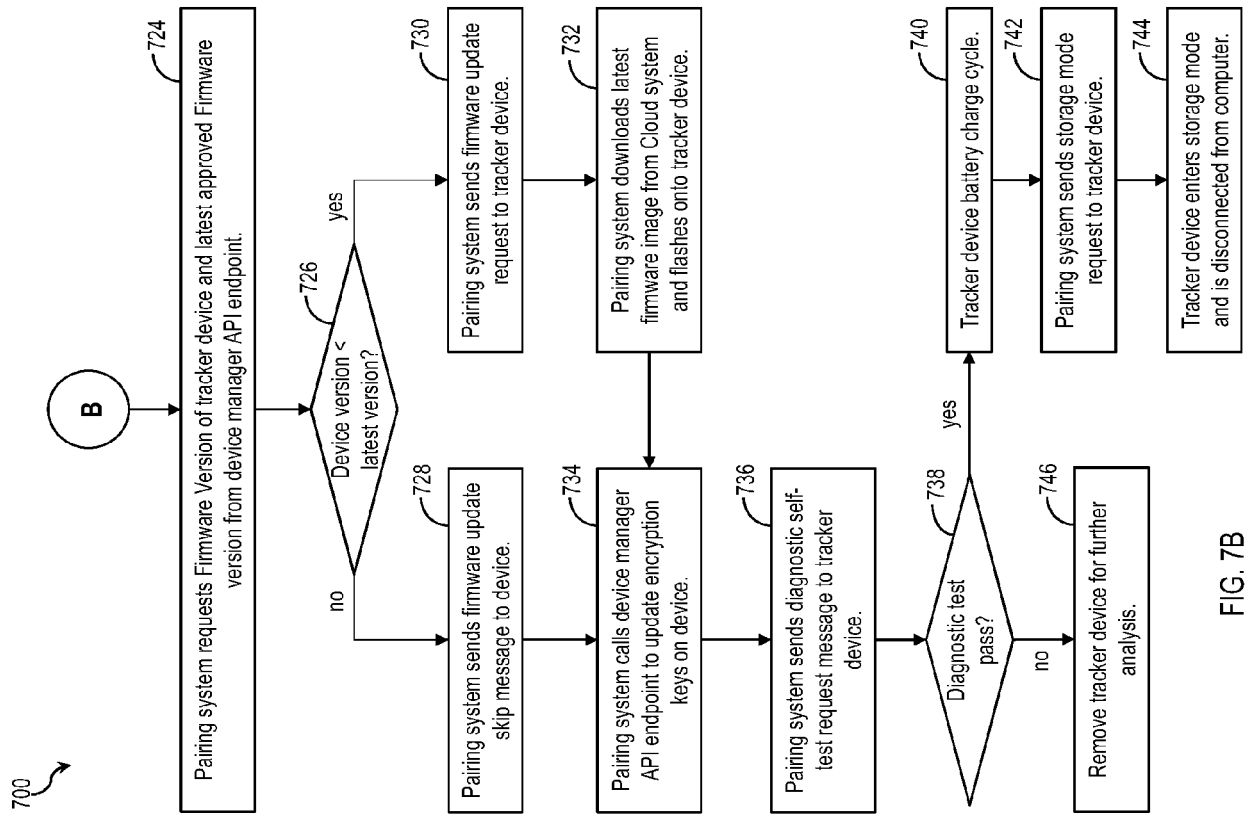 700
B
724
Pairing system requests Firmware Version of tracker device and latest approved Firmware
version from device manager API endpoint.
726
Device version <
latest version?
no
yes
728
Pairing system sends firmware update
skip message to device.
730
Pairing system sends firmware update
request to tracker device.
732
Pairing system downloads latest
firmware image from Cloud system
and flashes onto tracker device.
734
Pairing system calls device manager
API endpoint to update encryption
keys on device.
736
Pairing system sends diagnostic self-
test request message to tracker
device.
738
Diagnostic test
pass?
yes
no
740
Tracker device battery charge cycle.
742
Pairing system sends storage mode
request to tracker device.
744
Tracker device enters storage mode
and is disconnected from computer.
746
Remove tracker device for further
analysis.
FIG. 7B